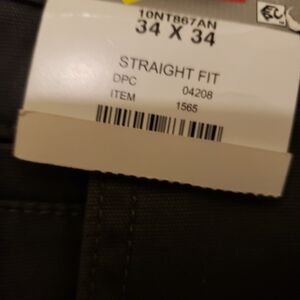 10NT867AN
34 X 34
STRAIGHT FIT
DPC 04208
ITEM 1565